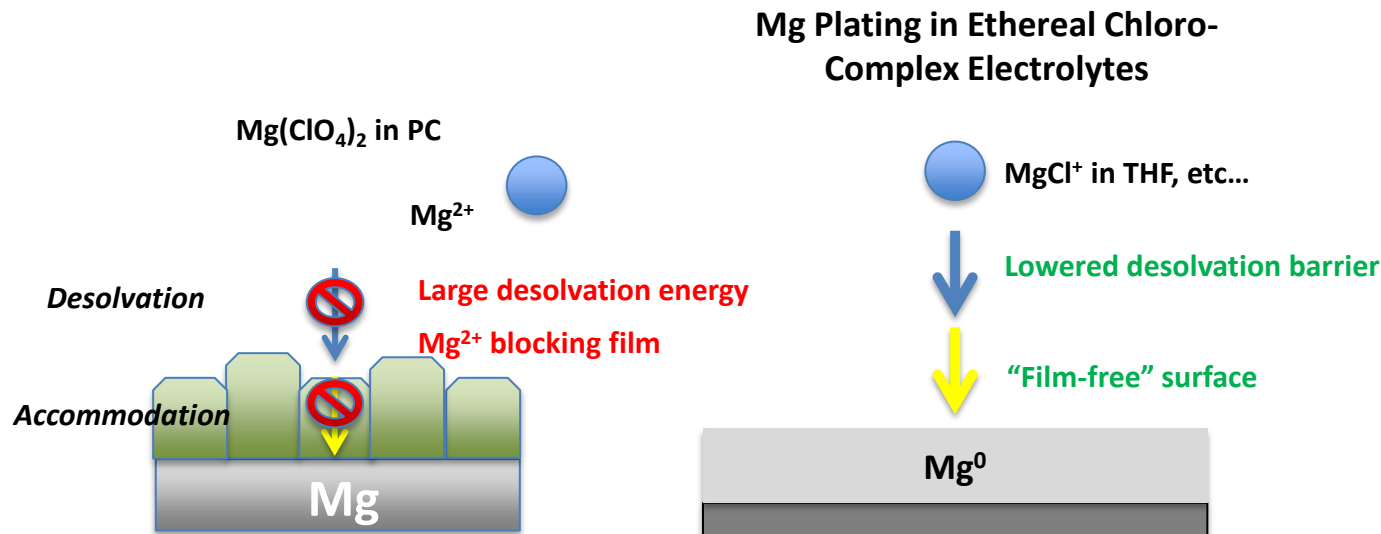 Mg Plating in Ethereal Chloro-
Complex Electrolytes
Mg(ClO₄)₂ in PC
Mg²⁺
MgCl⁺ in THF, etc…
Desolvation
Large desolvation energy
Mg²⁺ blocking film
Lowered desolvation barrier
Accommodation
“Film-free” surface
Mg
Mg⁰